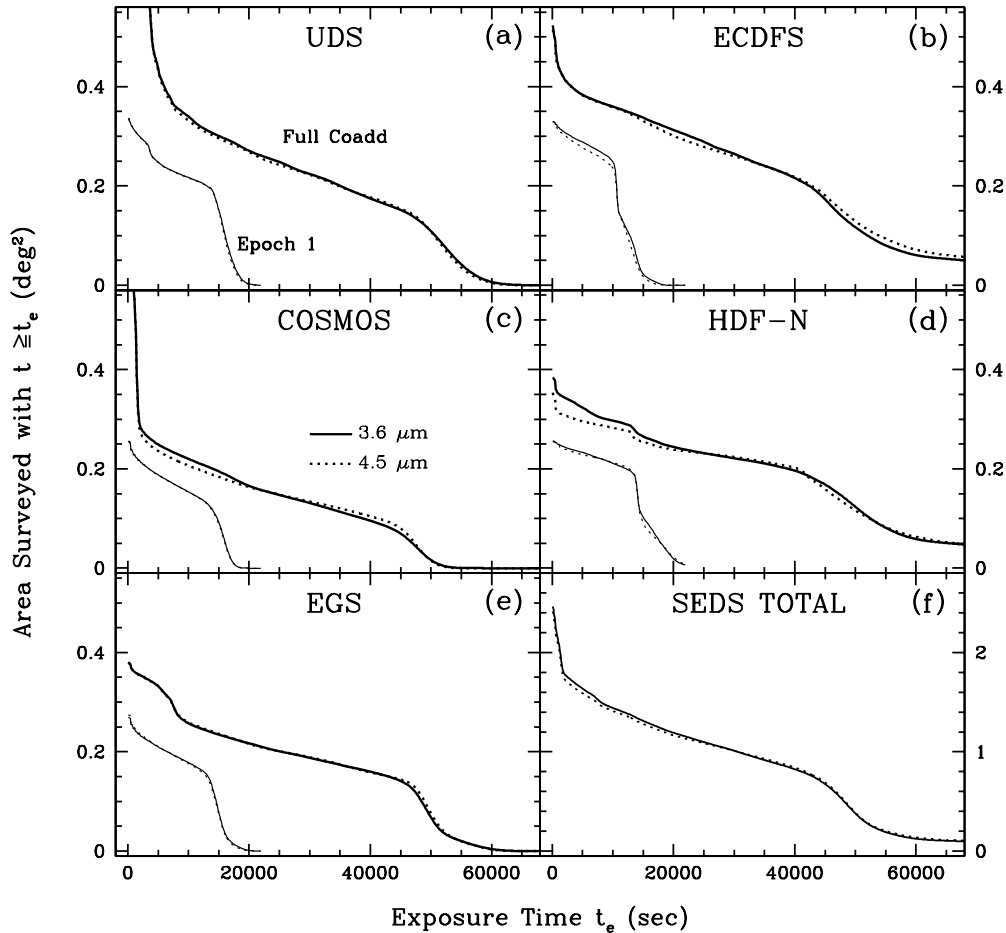 UDS (a)
ECDFS (b)
0.4
Full Coadd
0.2
0.2
Epoch 1
0
0
COSMOS (c)
HDF-N (d)
0.4
0.4
3.6 μm
4.5 μm
0.2
0.2
0
0
EGS (e)
SEDS TOTAL (f)
0.4
2
0.2
1
0
0
0 20000 40000 60000
0 20000 40000 60000
Area Surveyed with t ≧t_e (deg²)
Exposure Time t_e (sec)
0.4